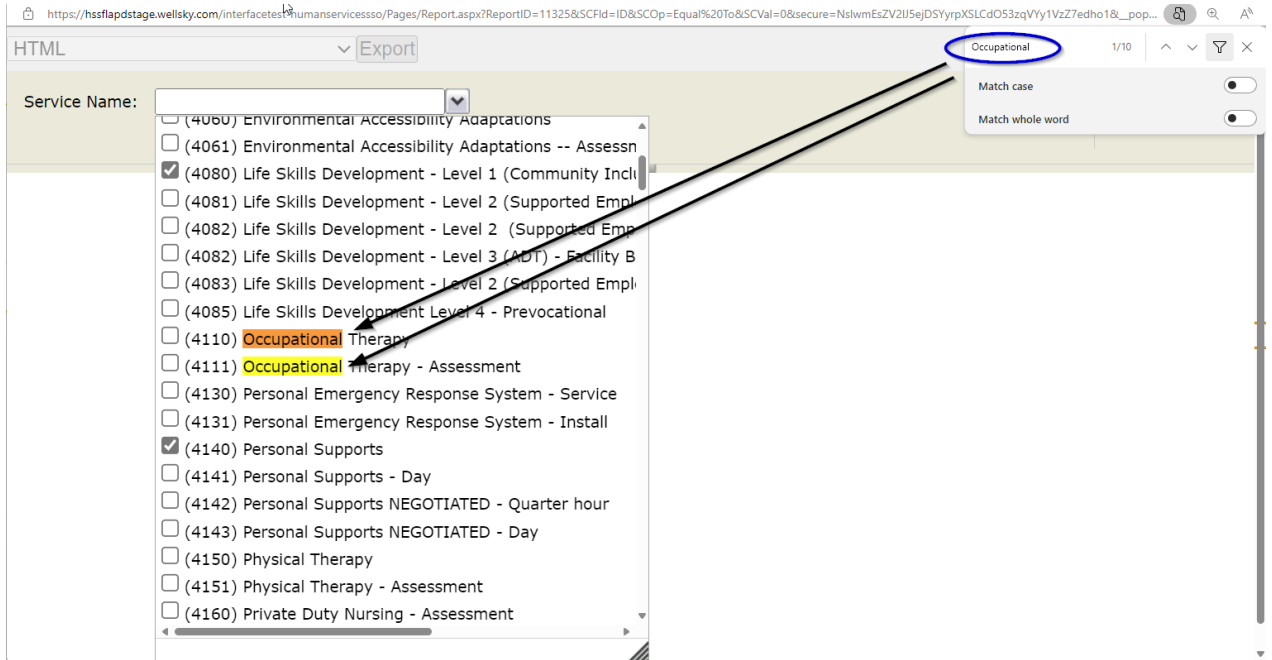 https://hssflapdstage.wellsky.com/interfacetest-humanservicessso/Pages/Report.aspx?ReportID=11325&SCFId=ID&SCOp=Equal%20To&SCVal=0&secure=NslwmEsZV2IJ5ejDSYyrpXSLCdO53zqVYy1VzZ7edho1&__pop...
HTML
Export
Occupational
1/10
Match case
Match whole word
Service Name:
(4060) Environmental Accessibility Adaptations
(4061) Environmental Accessibility Adaptations -- Assessn
(4080) Life Skills Development - Level 1 (Community Inclu
(4081) Life Skills Development - Level 2 (Supported Empl
(4082) Life Skills Development - Level 2 (Supported Emp
(4082) Life Skills Development - Level 3 (ADT) - Facility B
(4083) Life Skills Development - Level 2 (Supported Emplo
(4085) Life Skills Development Level 4 - Prevocational
(4110) Occupational Therapy
(4111) Occupational Therapy - Assessment
(4130) Personal Emergency Response System - Service
(4131) Personal Emergency Response System - Install
(4140) Personal Supports
(4141) Personal Supports - Day
(4142) Personal Supports NEGOTIATED - Quarter hour
(4143) Personal Supports NEGOTIATED - Day
(4150) Physical Therapy
(4151) Physical Therapy - Assessment
(4160) Private Duty Nursing - Assessment